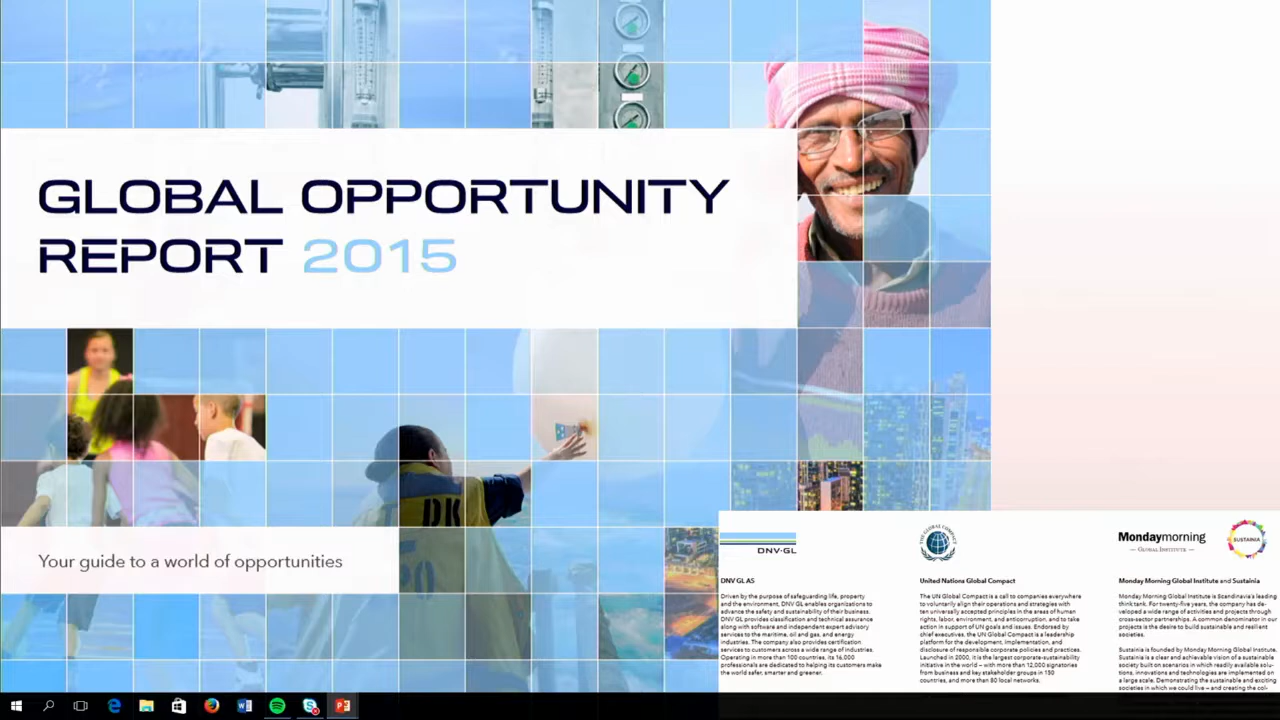 GLOBAL OPPORTUNITY
REPORT 2015
DK
Your guide to a world of opportunities
DNV·GL
THE GLOBAL COMPACT
Mondaymorning
— GLOBAL INSTITUTE —
SUSTAINIA
DNV GL AS
Driven by the purpose of safeguarding life, property
and the environment, DNV GL enables organizations to
advance the safety and sustainability of their business.
DNV GL provides classification and technical assurance
along with software and independent expert advisory
services to the maritime, oil and gas, and energy
industries. The company also provides certification
services to customers across a wide range of industries.
Operating in more than 100 countries, its 16,000
professionals are dedicated to helping its customers make
the world safer, smarter and greener.
United Nations Global Compact
The UN Global Compact is a call to companies everywhere
to voluntarily align their operations and strategies with
ten universally accepted principles in the areas of human
rights, labor, environment, and anticorruption, and to take
action in support of UN goals and issues. Endorsed by
chief executives, the UN Global Compact is a leadership
platform for the development, implementation, and
disclosure of responsible corporate policies and practices.
Launched in 2000, it is the largest corporate-sustainability
initiative in the world – with more than 12,000 signatories
from business and key stakeholder groups in 150
countries, and more than 80 local networks.
Monday Morning Global Institute and Sustainia
Monday Morning Global Institute is Scandinavia's leading
think tank. For twenty-five years, the company has de-
veloped a wide range of activities and projects through
cross-sector partnerships. A common denominator in our
projects is the desire to build sustainable and resilient
societies.
Sustainia is founded by Monday Morning Global Institute.
Sustainia is a clear and achievable vision of a sustainable
society built on scenarios in which readily available solu-
tions, innovations and technologies are implemented on
a large scale. Demonstrating the sustainable and exciting
societies in which we could live – and creating the col-